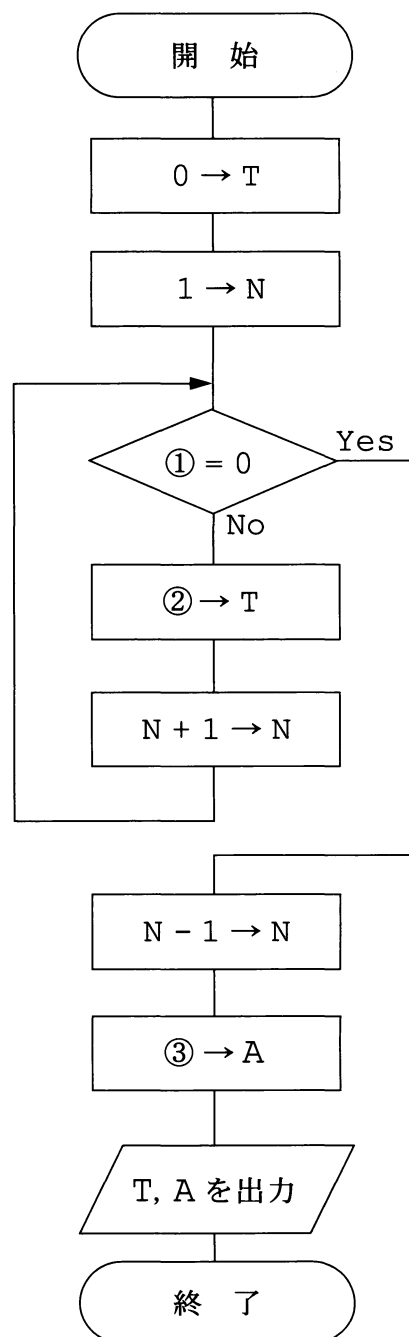 開 始
0 → T
1 → N
① = 0
Yes
No
② → T
N + 1 → N
N - 1 → N
③ → A
T, A を出力
終 了